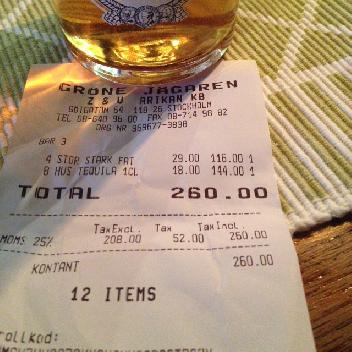 GRÖNE JÄGAREN
Z & U ARIKAN KB
GÖTGATAN 64 118 26 STOCKHOLM
TEL 08-640 96 00 FAX 08-714 96 82
ORG NR 969677-3898
BAR 3
4 STOR STARK FAT 29.00 116.00 1
8 HUS TEQUILA 1CL 18.00 144.00 1
TOTAL 260.00
TaxExcl. Tax TaxIncl.
MOMS 25% 208.00 52.00 260.00
KONTANT 260.00
12 ITEMS
rollkod: